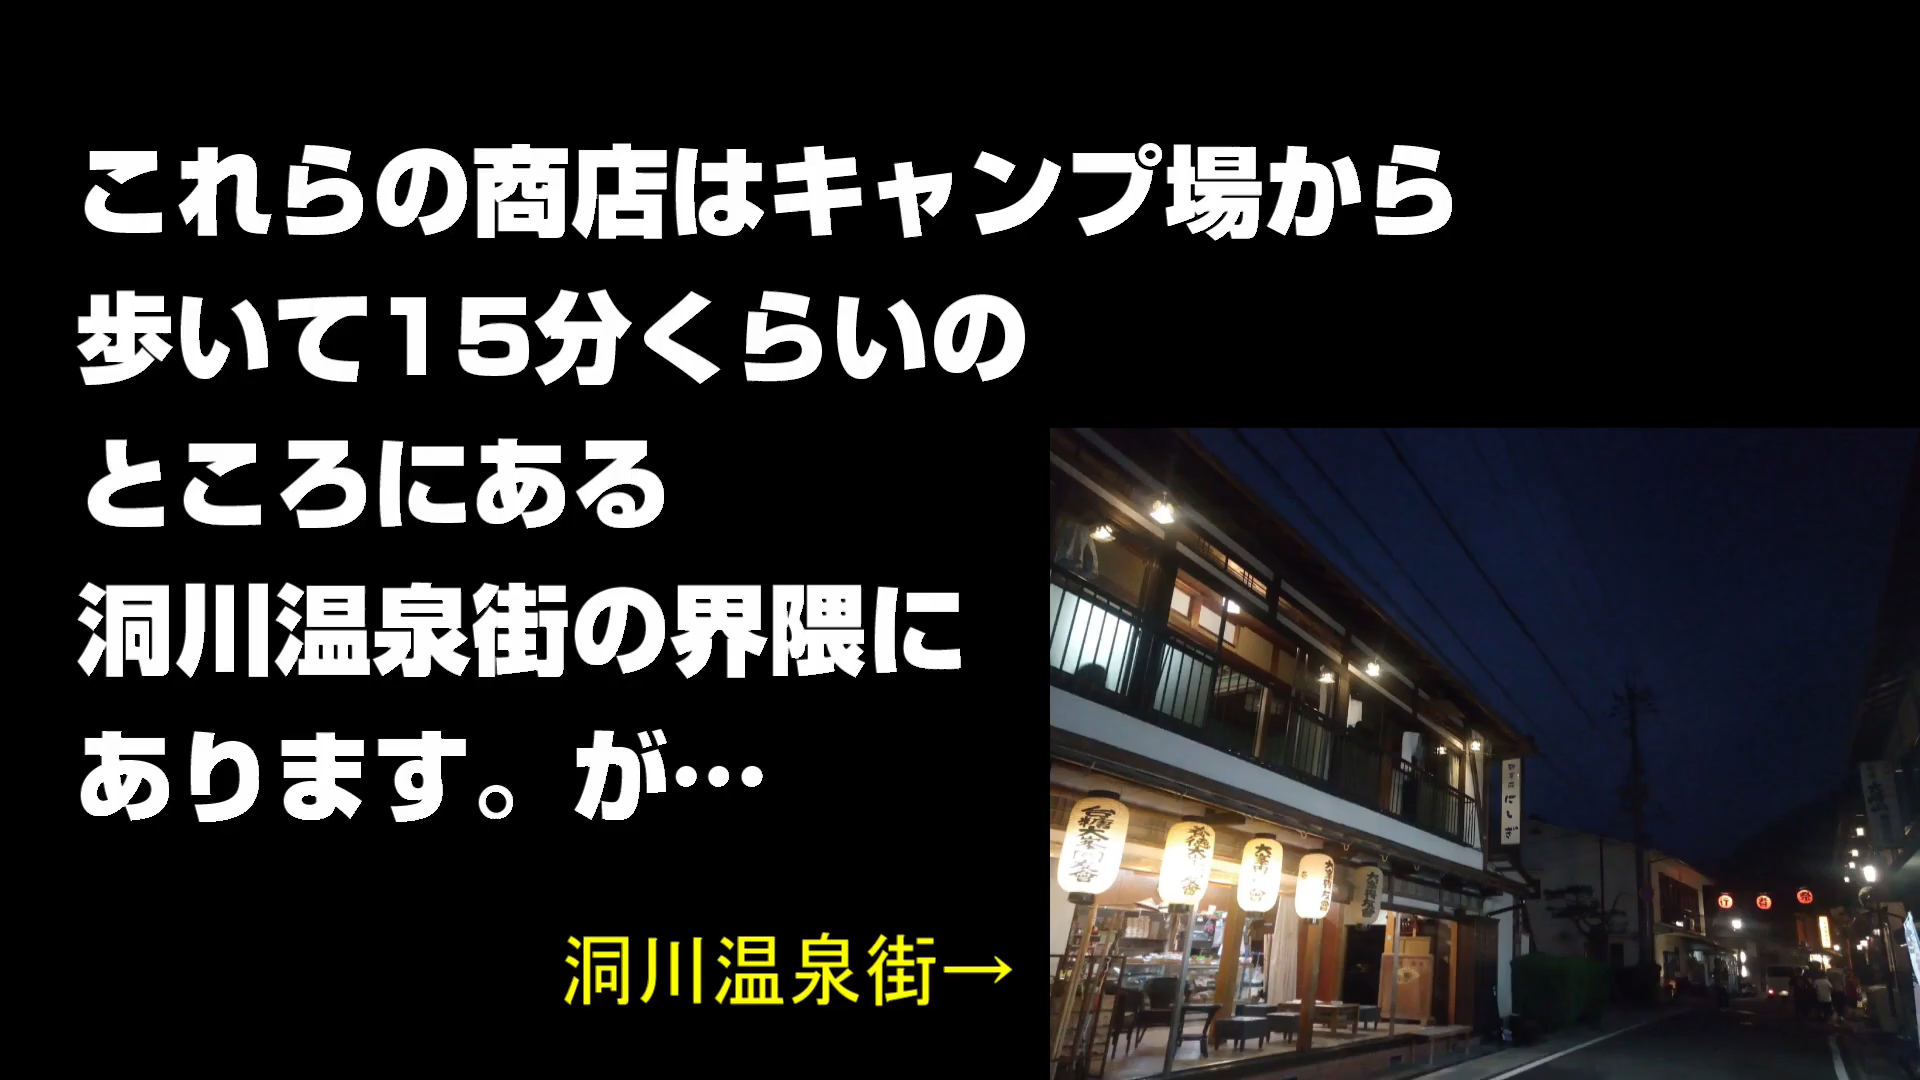 これらの商店はキャンプ場から
歩いて15分くらいの
ところにある
洞川温泉街の界隈に
あります。が…
洞川温泉街→